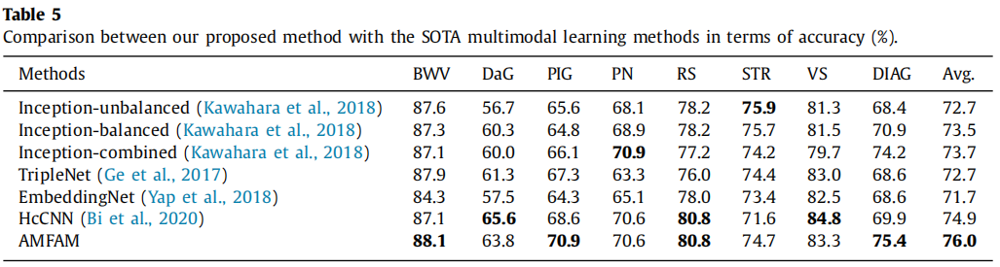 Table 5
Comparison between our proposed method with the SOTA multimodal learning methods in terms of accuracy (%).
Methods BWV DaG PIG PN RS STR VS DIAG Avg.
Inception-unbalanced (Kawahara et al., 2018) 87.6 56.7 65.6 68.1 78.2 75.9 81.3 68.4 72.7
Inception-balanced (Kawahara et al., 2018) 87.3 60.3 64.8 68.9 78.2 75.7 81.5 70.9 73.5
Inception-combined (Kawahara et al., 2018) 87.1 60.0 66.1 70.9 77.2 74.2 79.7 74.2 73.7
TripleNet (Ge et al., 2017) 87.9 61.3 67.3 63.3 76.0 74.4 83.0 68.6 72.7
EmbeddingNet (Yap et al., 2018) 84.3 57.5 64.3 65.1 78.0 73.4 82.5 68.6 71.7
HcCNN (Bi et al., 2020) 87.1 65.6 68.6 70.6 80.8 71.6 84.8 69.9 74.9
AMFAM 88.1 63.8 70.9 70.6 80.8 74.7 83.3 75.4 76.0